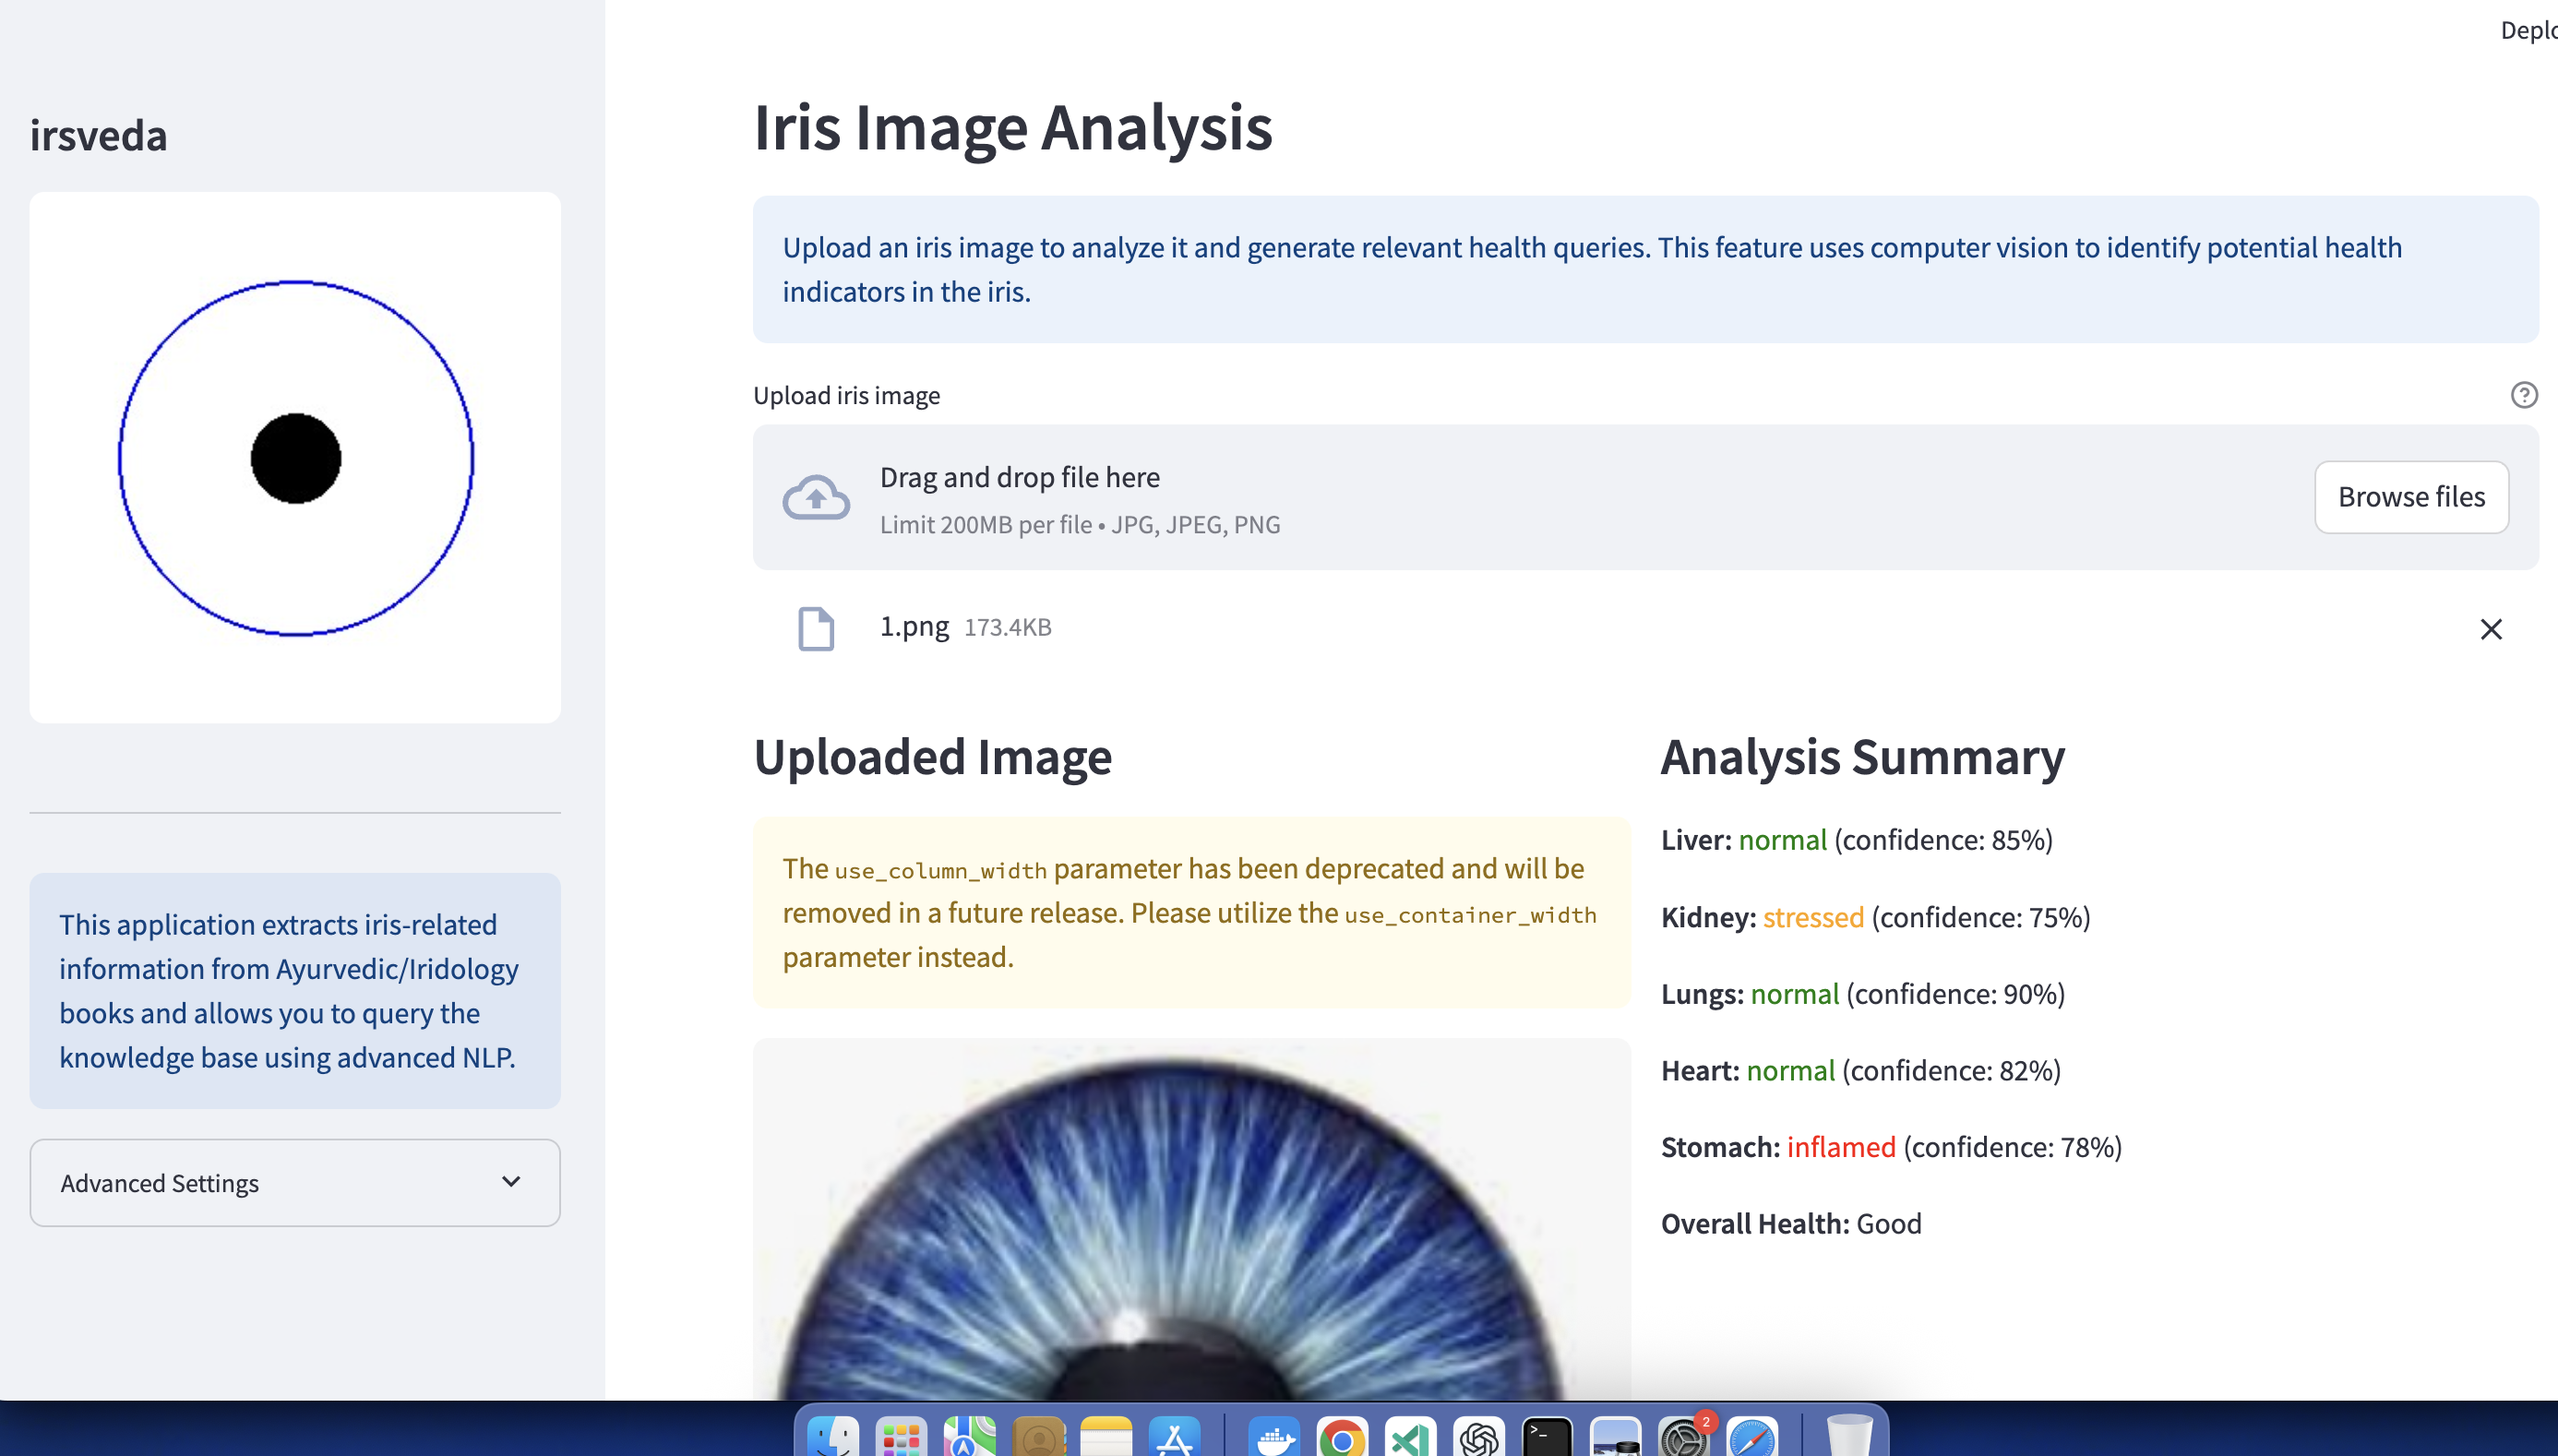 Deplo
irsveda
Iris Image Analysis
Upload an iris image to analyze it and generate relevant health queries. This feature uses computer vision to identify potential health
indicators in the iris.
Upload iris image
Drag and drop file here
Limit 200MB per file • JPG, JPEG, PNG
Browse files
1.png 173.4KB
Uploaded Image
The use_column_width parameter has been deprecated and will be
removed in a future release. Please utilize the use_container_width
parameter instead.
Analysis Summary
Liver: normal (confidence: 85%)
Kidney: stressed (confidence: 75%)
Lungs: normal (confidence: 90%)
Heart: normal (confidence: 82%)
Stomach: inflamed (confidence: 78%)
Overall Health: Good
This application extracts iris-related
information from Ayurvedic/Iridology
books and allows you to query the
knowledge base using advanced NLP.
Advanced Settings
2